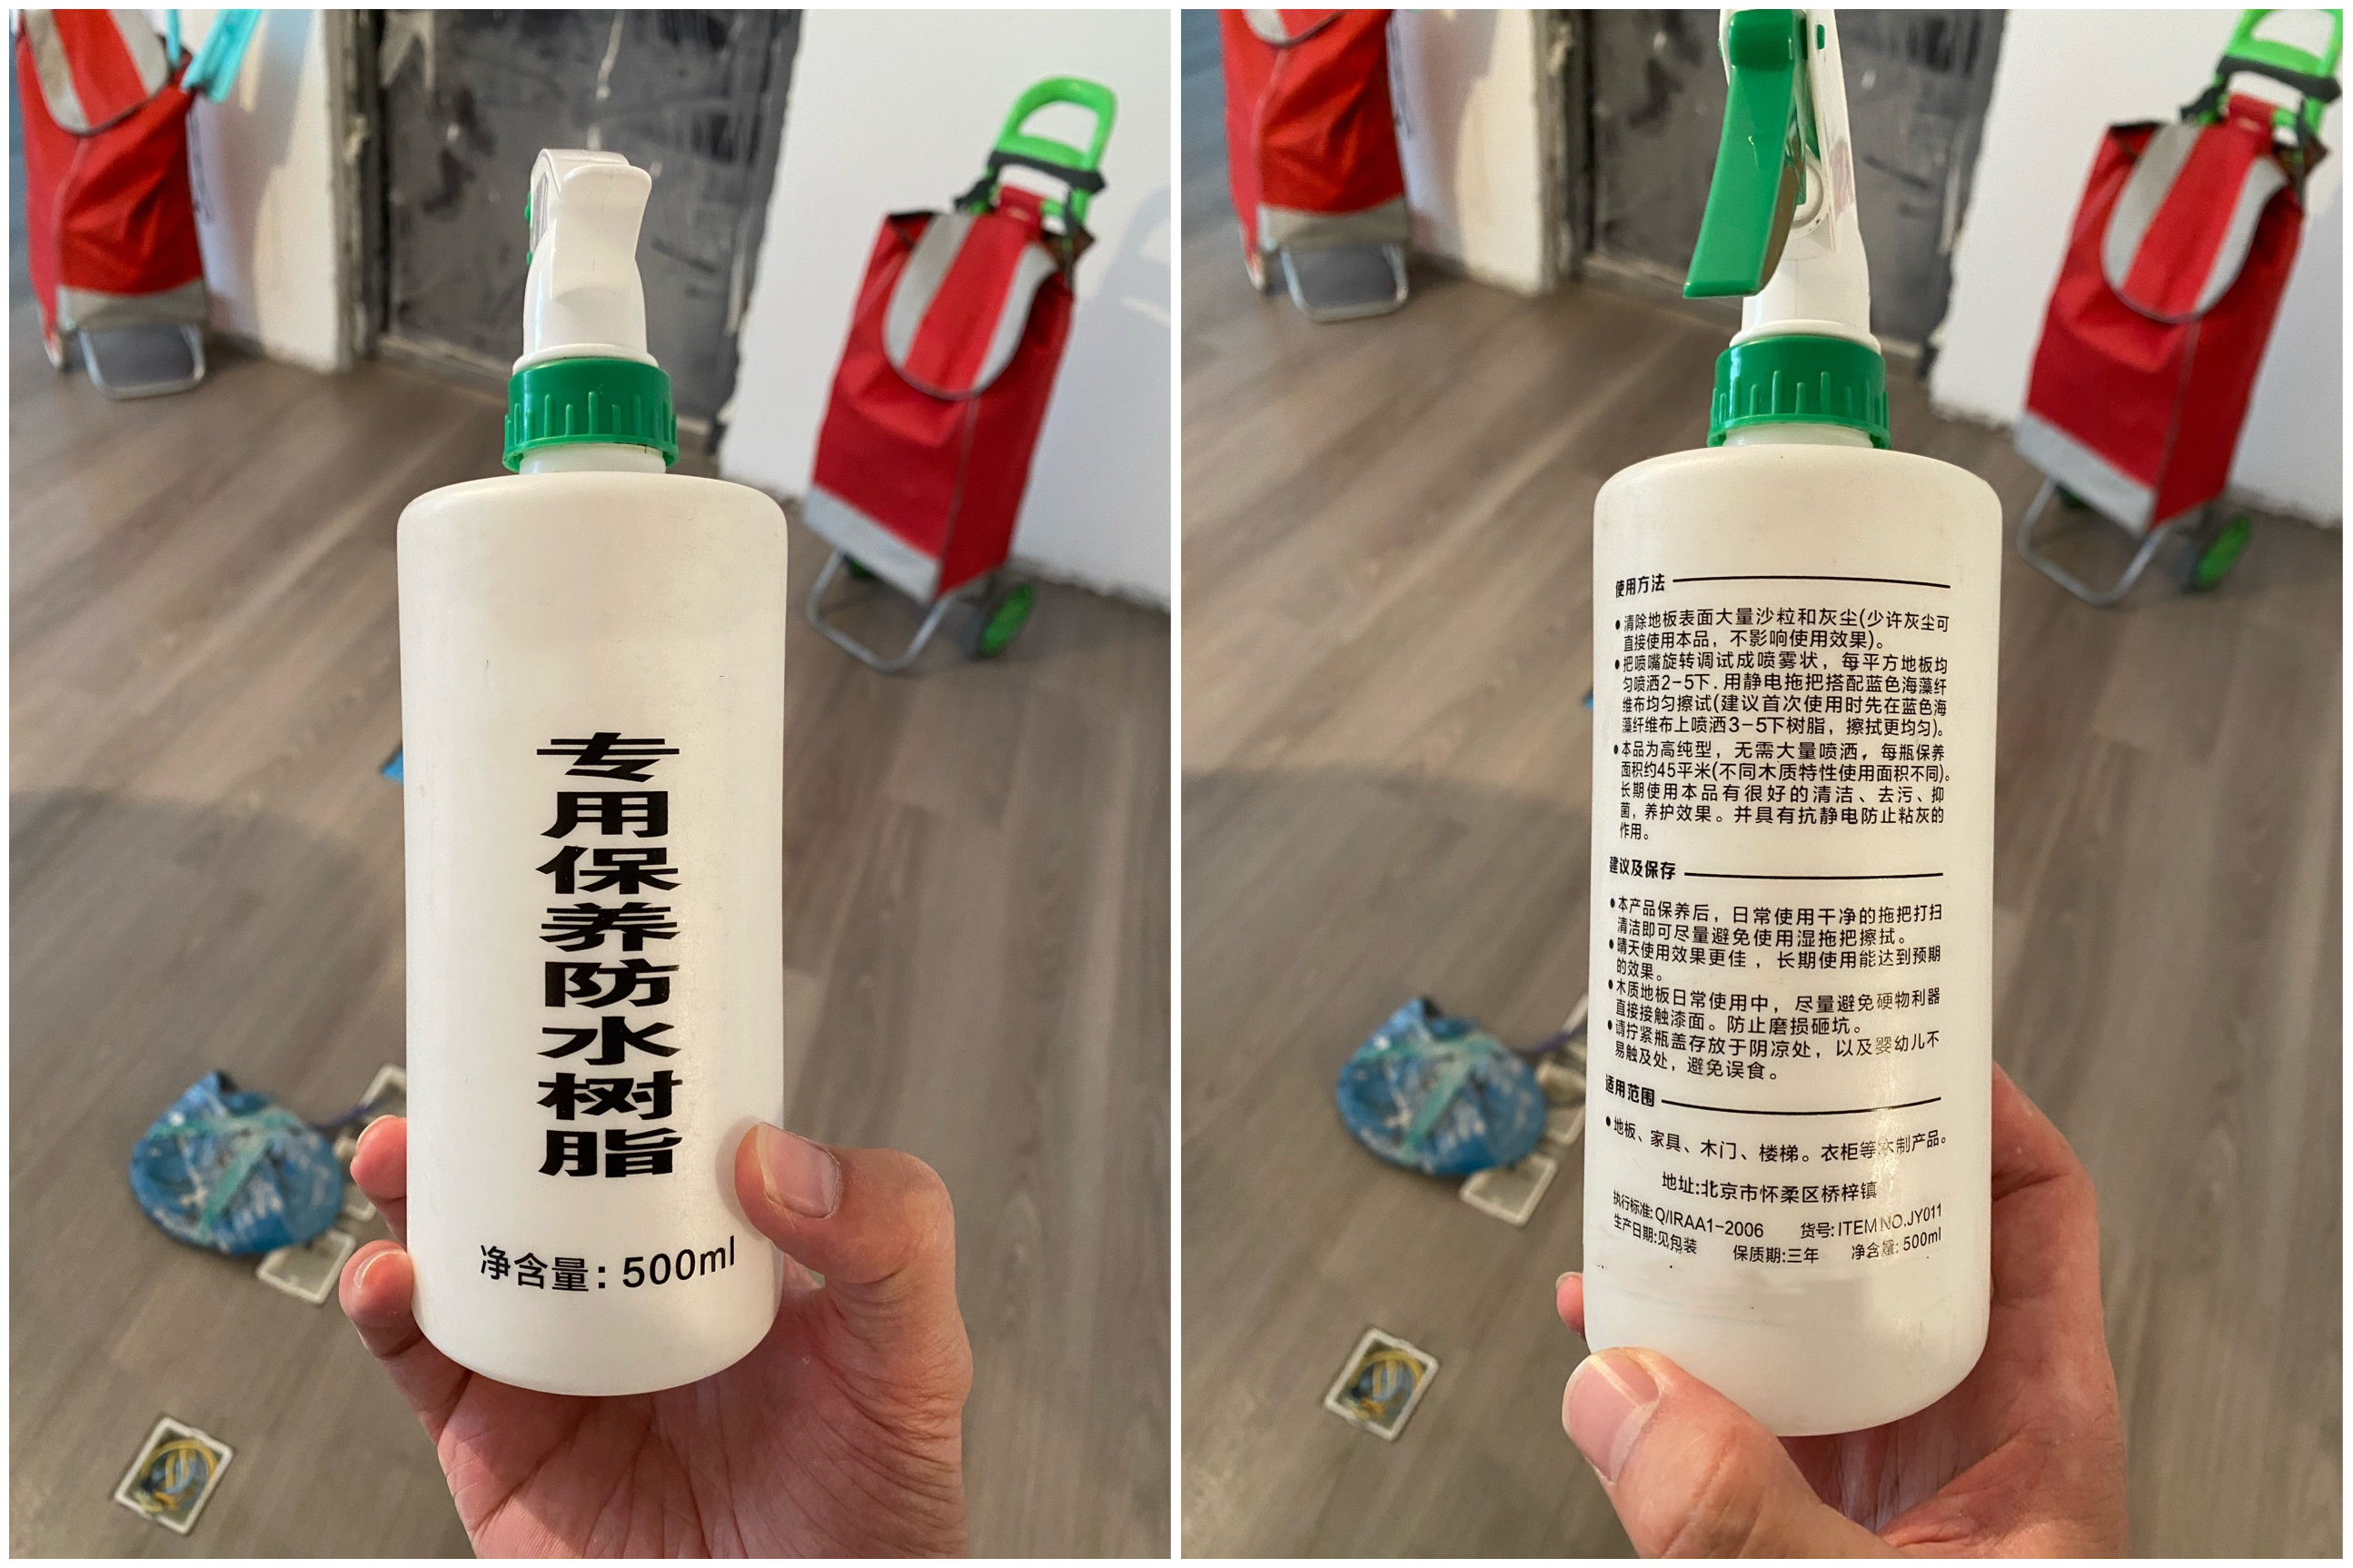 专用保养防水树脂
净含量：500ml
使用方法
●清除地板表面大量沙粒和灰尘(少许灰尘可
直接使用本品，不影响使用效果)。
●把喷嘴旋转调试成喷雾状，每平方地板均
匀喷洒2-5下.用静电拖把搭配蓝色海藻纤
维布均匀擦试(建议首次使用时先在蓝色海
藻纤维布上喷洒3-5下树脂，擦拭更均匀)。
●本品为高纯型，无需大量喷洒，每瓶保养
面积约45平米(不同木质特性使用面积不同)。
长期使用本品有很好的清洁、去污、抑
菌，养护效果。并具有抗静电防止粘灰的
作用。
建议及保存
●本产品保养后，日常使用干净的拖把打扫
清洁即可尽量避免使用湿拖把擦拭。
●晴天使用效果更佳，长期使用能达到预期
的效果。
●木质地板日常使用中，尽量避免硬物利器
直接接触漆面。防止磨损砸坑。
●请拧紧瓶盖存放于阴凉处，以及婴幼儿不
易触及处，避免误食。
适用范围
●地板、家具、木门、楼梯。衣柜等木制产品。
地址:北京市怀柔区桥梓镇
执行标准:Q/IRAA1-2006 货号:ITEM NO.JY011
生产日期:见包装 保质期:三年 净含量:500ml